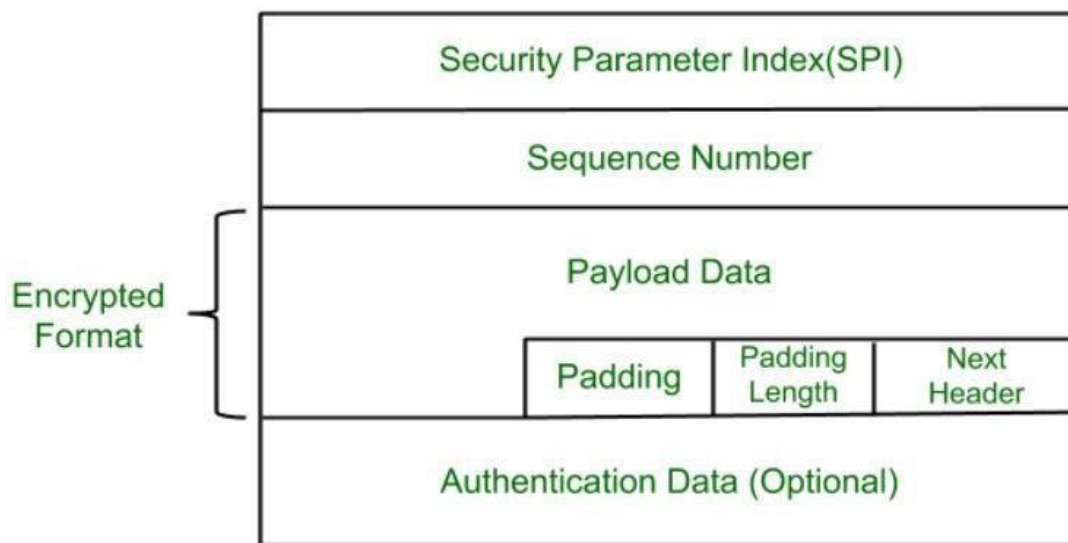 Security Parameter Index(SPI)
Sequence Number
Payload Data
Encrypted
Format
Padding
Padding
Length
Next
Header
Authentication Data (Optional)